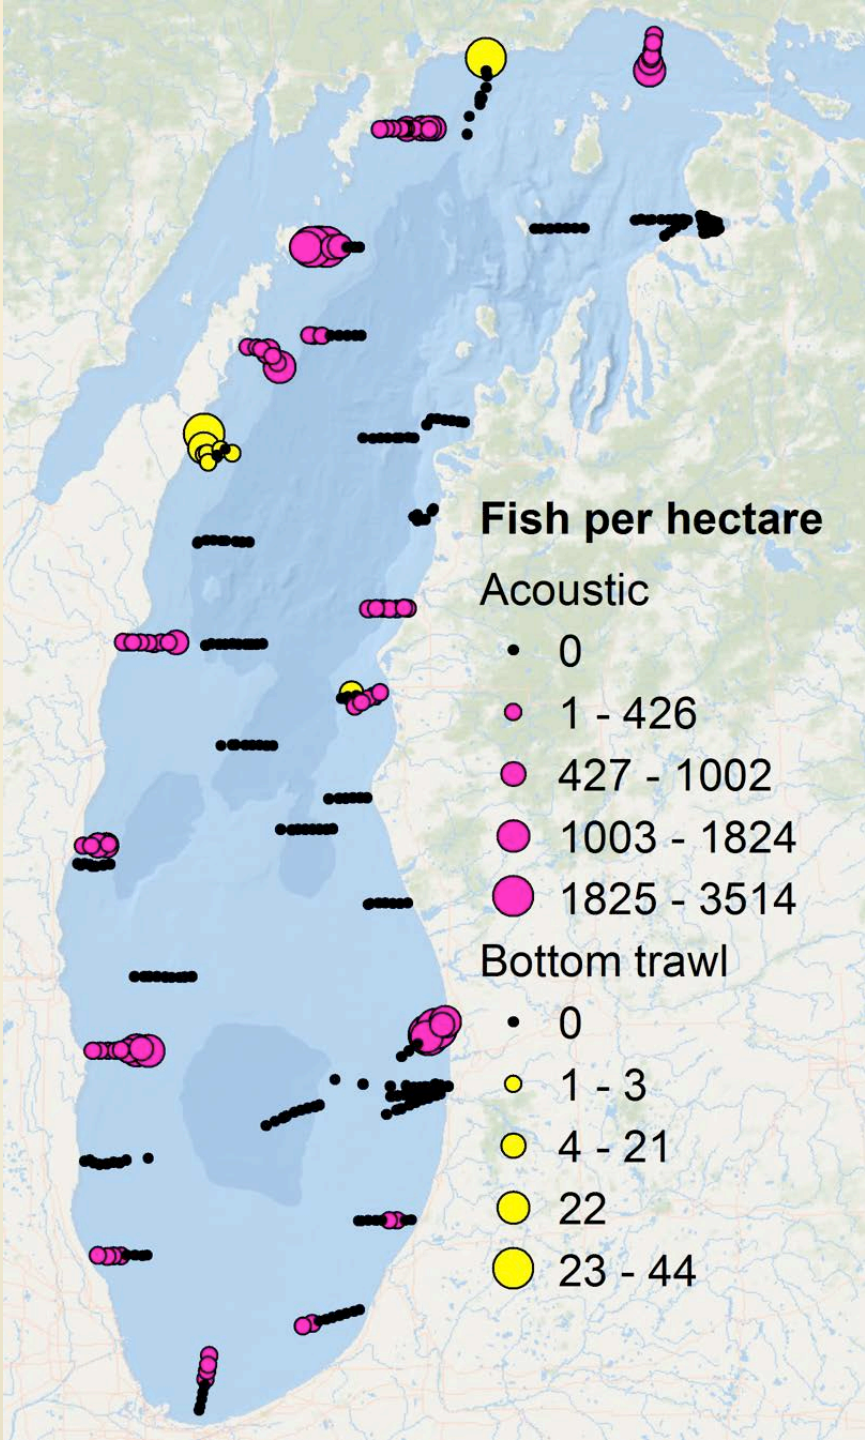 Fish per hectare
Acoustic
0
1 - 426
427 - 1002
1003 - 1824
1825 - 3514
Bottom trawl
0
1 - 3
4 - 21
22
23 - 44